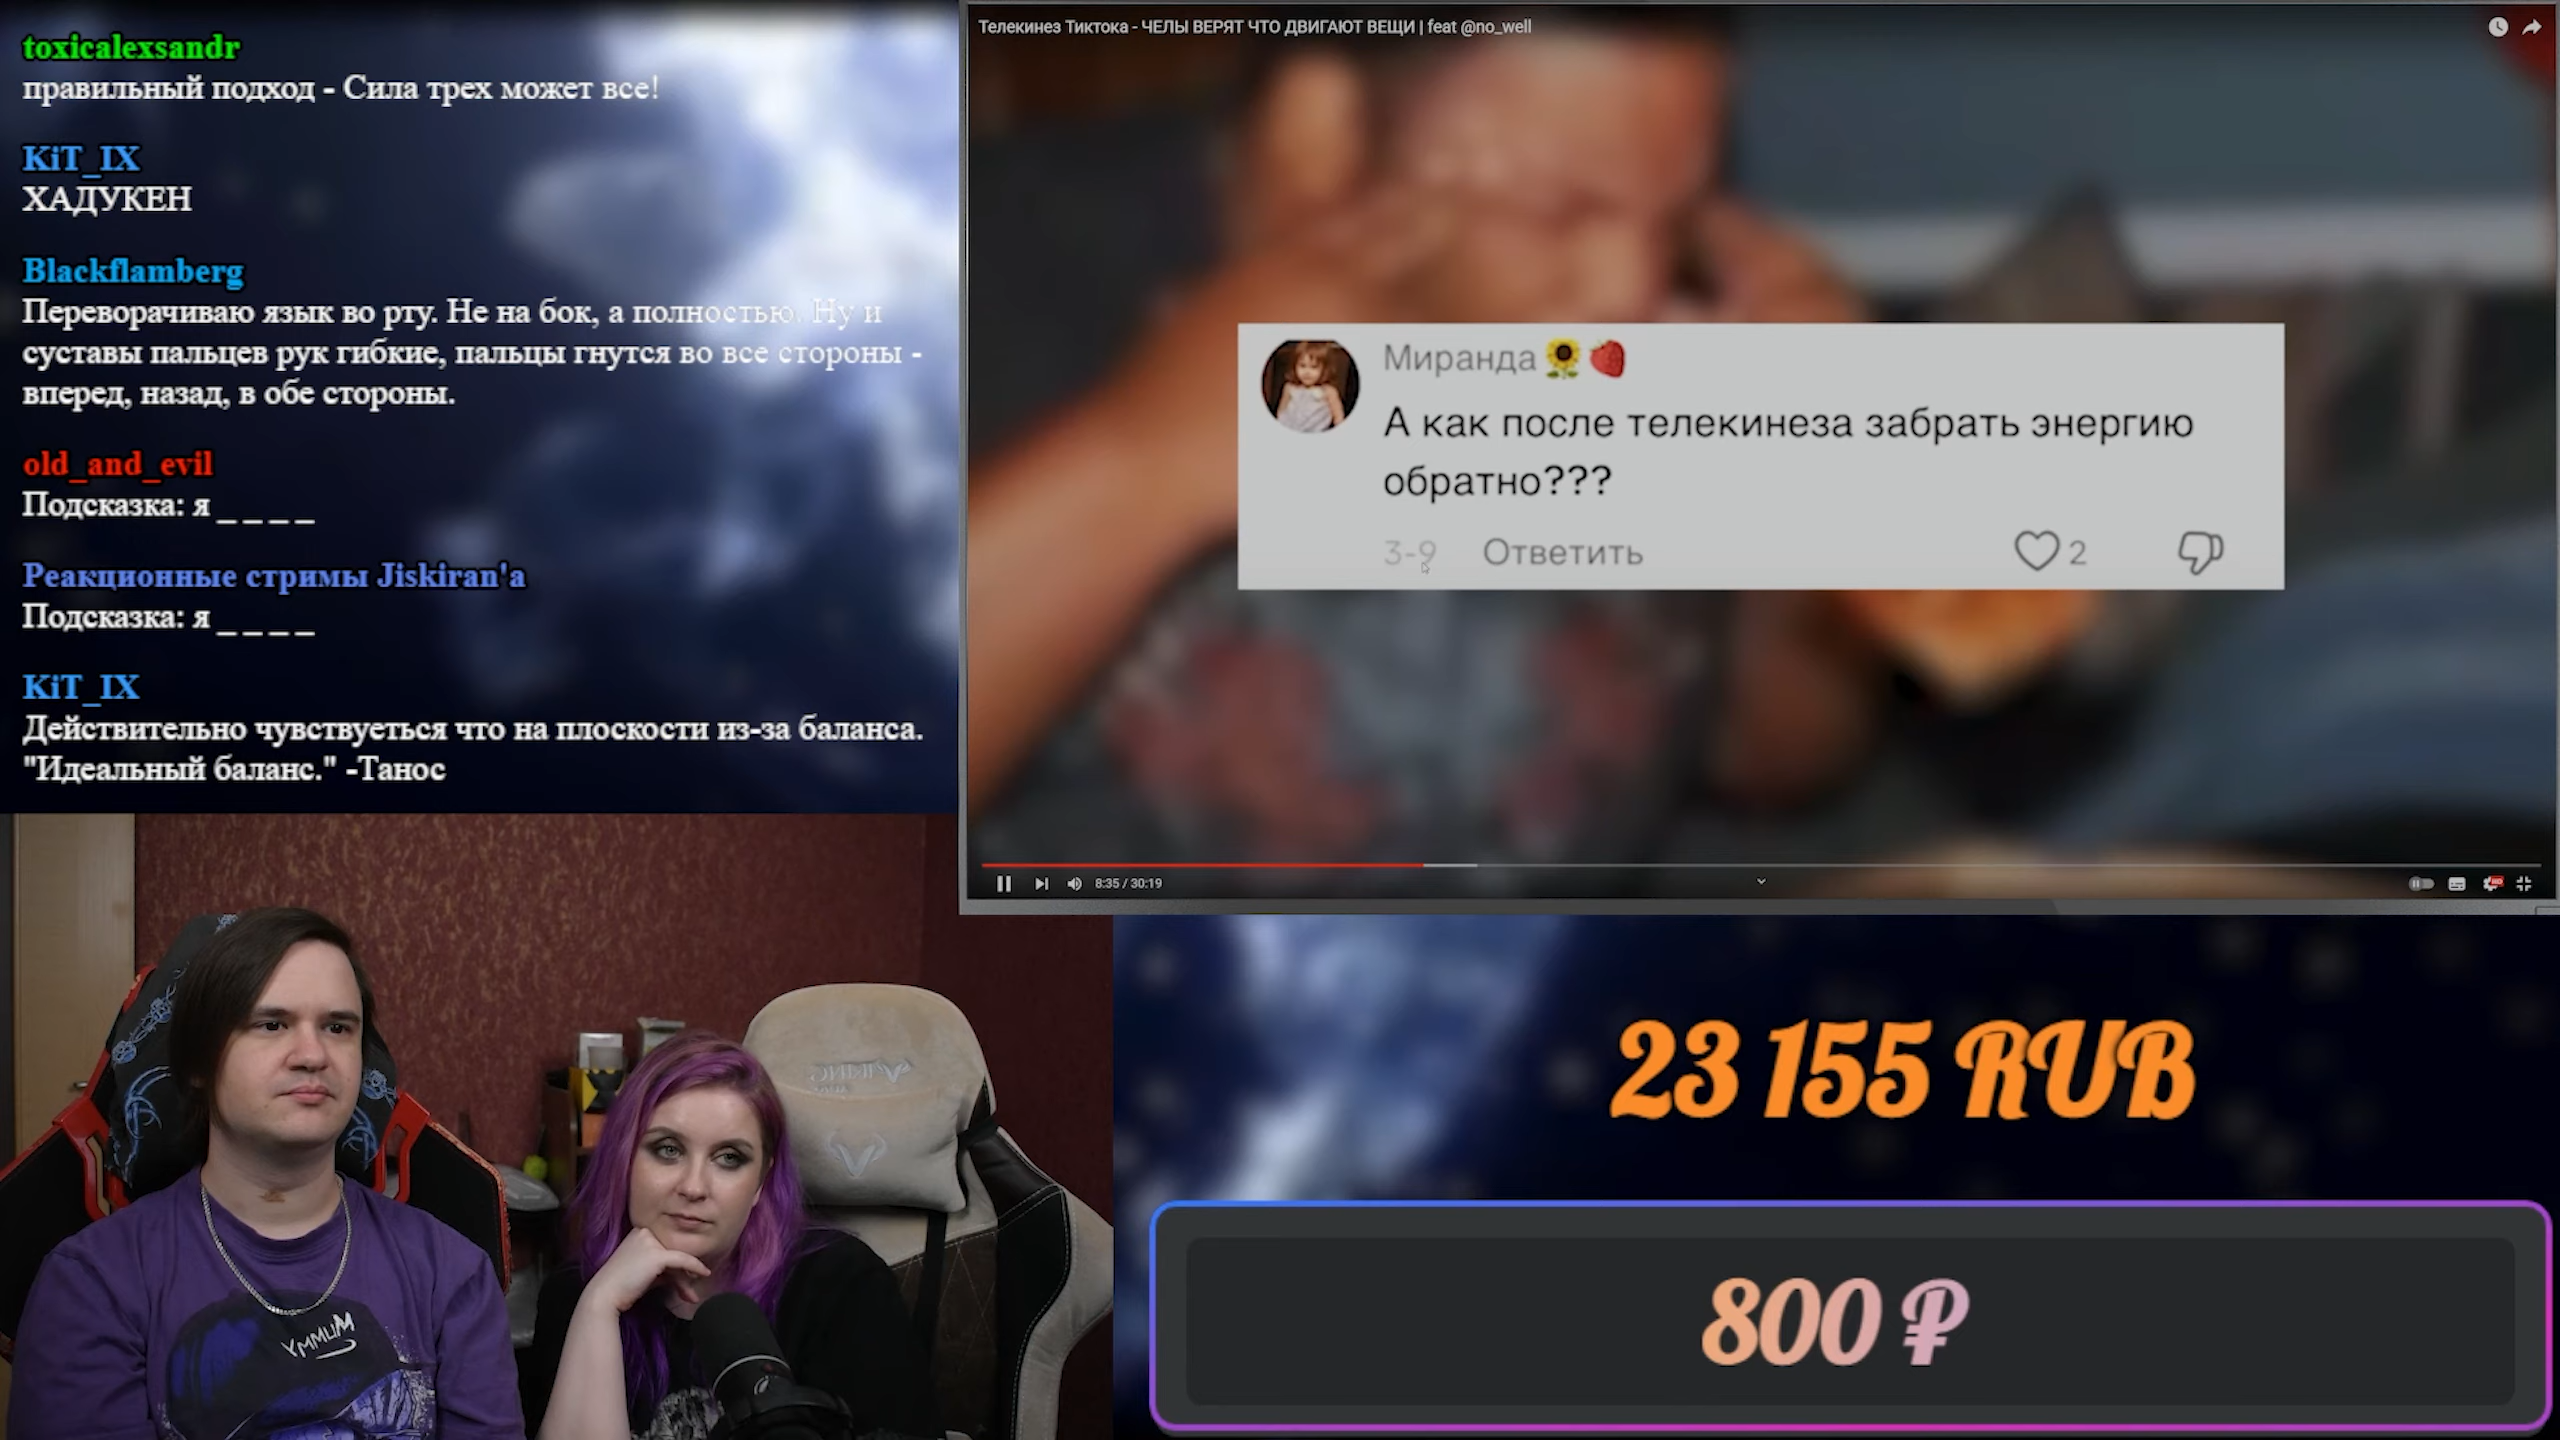 toxicalexsandr
правильный подход - Сила трех может все!
KiT_IX
ХАДУКЕН
Blackflamberg
Переворачиваю язык во рту. Не на бок, а полностью. Ну и
суставы пальцев рук гибкие, пальцы гнутся во все стороны -
вперед, назад, в обе стороны.
old_and_evil
Подсказка: я _ _ _ _
Реакционные стримы Jiskiran'a
Подсказка: я _ _ _ _
KiT_IX
Действительно чувствуеться что на плоскости из-за баланса.
"Идеальный баланс." -Танос
Телекинез Тиктока - ЧЕЛЫ ВЕРЯТ ЧТО ДВИГАЮТ ВЕЩИ | feat @no_well
Миранда🌻🍓
А как после телекинеза забрать энергию
обратно???
3-9 Ответить 2
8:35 / 30:19
23 155 RUB
800 ₽